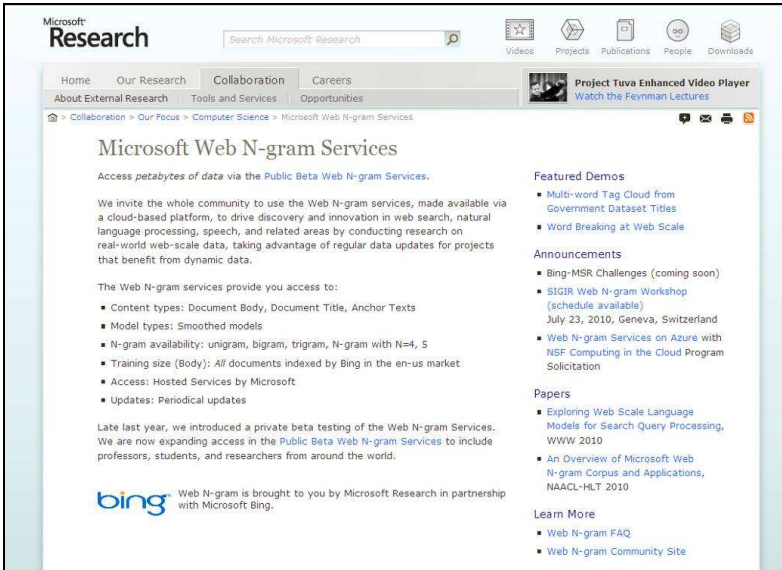 Microsoft®
Research
Search Microsoft Research
Videos Projects Publications People Downloads
Home Our Research Collaboration Careers
About External Research Tools and Services Opportunities
Project Tuva Enhanced Video Player
Watch the Feynman Lectures
> Collaboration > Our Focus > Computer Science > Microsoft Web N-gram Services
Microsoft Web N-gram Services
Access petabytes of data via the Public Beta Web N-gram Services.
We invite the whole community to use the Web N-gram services, made available via
a cloud-based platform, to drive discovery and innovation in web search, natural
language processing, speech, and related areas by conducting research on
real-world web-scale data, taking advantage of regular data updates for projects
that benefit from dynamic data.
The Web N-gram services provide you access to:
▪ Content types: Document Body, Document Title, Anchor Texts
▪ Model types: Smoothed models
▪ N-gram availability: unigram, bigram, trigram, N-gram with N=4, 5
▪ Training size (Body): All documents indexed by Bing in the en-us market
▪ Access: Hosted Services by Microsoft
▪ Updates: Periodical updates
Late last year, we introduced a private beta testing of the Web N-gram Services.
We are now expanding access in the Public Beta Web N-gram Services to include
professors, students, and researchers from around the world.
bing™
Web N-gram is brought to you by Microsoft Research in partnership
with Microsoft Bing.
Featured Demos
▪ Multi-word Tag Cloud from
Government Dataset Titles
▪ Word Breaking at Web Scale
Announcements
▪ Bing-MSR Challenges (coming soon)
▪ SIGIR Web N-gram Workshop
(schedule available)
July 23, 2010, Geneva, Switzerland
▪ Web N-gram Services on Azure with
NSF Computing in the Cloud Program
Solicitation
Papers
▪ Exploring Web Scale Language
Models for Search Query Processing,
WWW 2010
▪ An Overview of Microsoft Web
N-gram Corpus and Applications,
NAACL-HLT 2010
Learn More
▪ Web N-gram FAQ
▪ Web N-gram Community Site